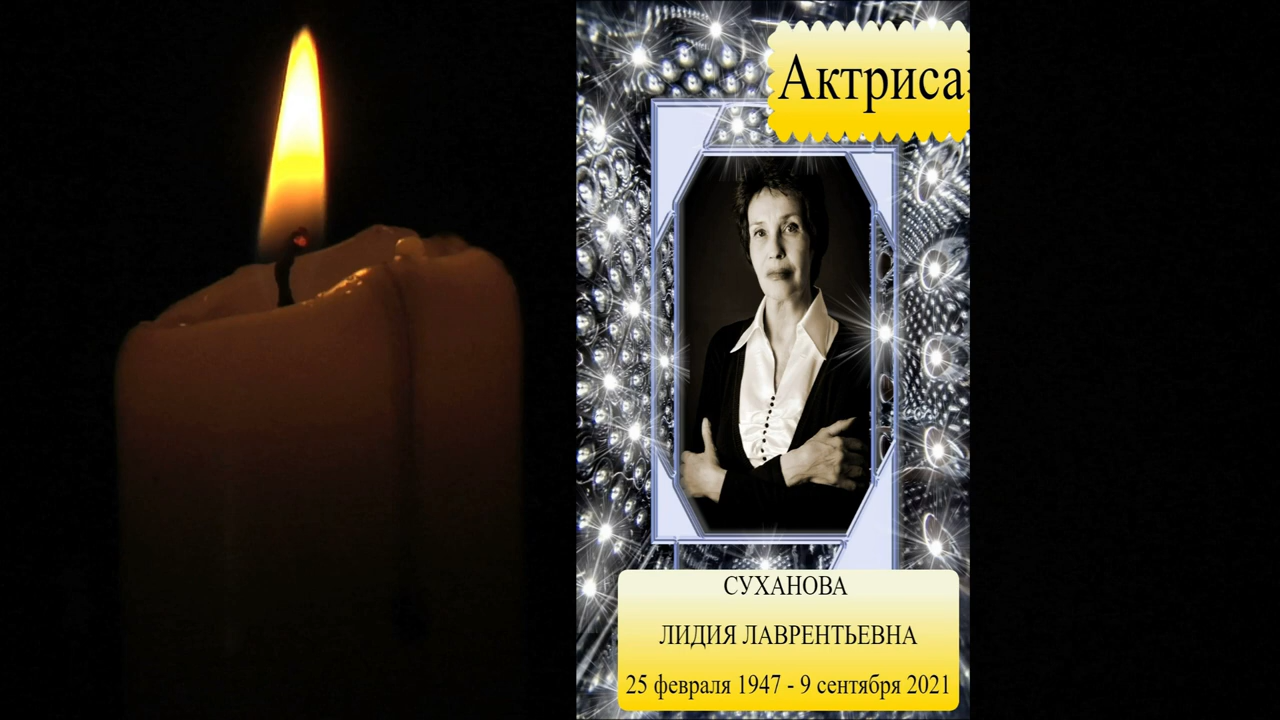 Актриса
СУХАНОВА
ЛИДИЯ ЛАВРЕНТЬЕВНА
25 февраля 1947 - 9 сентября 2021